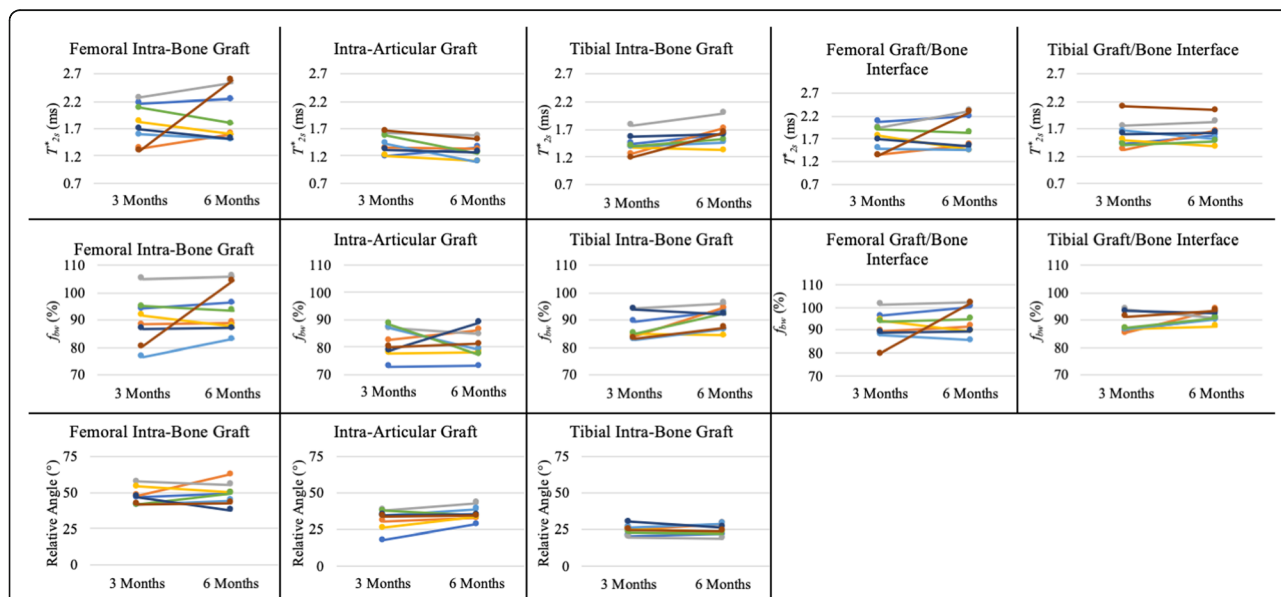 Femoral Intra-Bone Graft
2.7
2.2
1.7
1.2
0.7
T*2s (ms)
3 Months 6 Months
Intra-Articular Graft
2.7
2.2
1.7
1.2
0.7
T*2s (ms)
3 Months 6 Months
Tibial Intra-Bone Graft
2.7
2.2
1.7
1.2
0.7
T*2s (ms)
3 Months 6 Months
Femoral Graft/Bone
Interface
2.7
2.2
1.7
1.2
0.7
T*2s (ms)
3 Months 6 Months
Tibial Graft/Bone Interface
2.7
2.2
1.7
1.2
0.7
T*2s (ms)
3 Months 6 Months
Femoral Intra-Bone Graft
110
100
90
80
70
fbw (%)
3 Months 6 Months
Intra-Articular Graft
110
100
90
80
70
fbw (%)
3 Months 6 Months
Tibial Intra-Bone Graft
110
100
90
80
70
fbw (%)
3 Months 6 Months
Femoral Graft/Bone
Interface
100
90
80
70
fbw (%)
3 Months 6 Months
Tibial Graft/Bone Interface
110
100
90
80
70
fbw (%)
3 Months 6 Months
Femoral Intra-Bone Graft
75
50
25
0
Relative Angle (°)
3 Months 6 Months
Intra-Articular Graft
75
50
25
0
Relative Angle (°)
3 Months 6 Months
Tibial Intra-Bone Graft
75
50
25
0
Relative Angle (°)
3 Months 6 Months